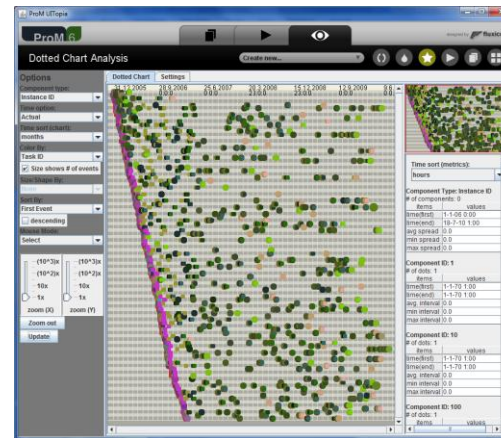 ProM UITopia
ProM 6
Dotted Chart Analysis
Create new...
Options
Component type:
Instance ID
Time option:
Actual
Time sort (chart):
months
Color By:
Task ID
Size shows # of events
Sort By:
First Event
descending
Mouse Mode:
Select
(10^3)x (10^3)x
(10^2)x (10^2)x
10x 10x
1x 1x
zoom (X) zoom (Y)
Zoom out
Update
Dotted Chart Settings
28.9.2006 25.6.2007 15.12.2008
Time sort (metrics):
hours
Component Type: Instance ID
# of components: 0
items values
time(first) 1-1-06 0:00
time(end) 18-7-10 1:00
avg spread 0.0
min spread 0.0
max spread 0.0
Component ID: 1
# of dots: 1
items values
time(first) 1-1-70 1:00
time(end) 1-1-70 1:00
avg. interval 0.0
min interval 0.0
max interval 0.0
Component ID: 10
# of dots: 1
items values
time(first) 1-1-70 1:00
time(end) 1-1-70 1:00
avg. interval 0.0
min interval 0.0
max interval 0.0
Component ID: 100
# of dots: 1
items values